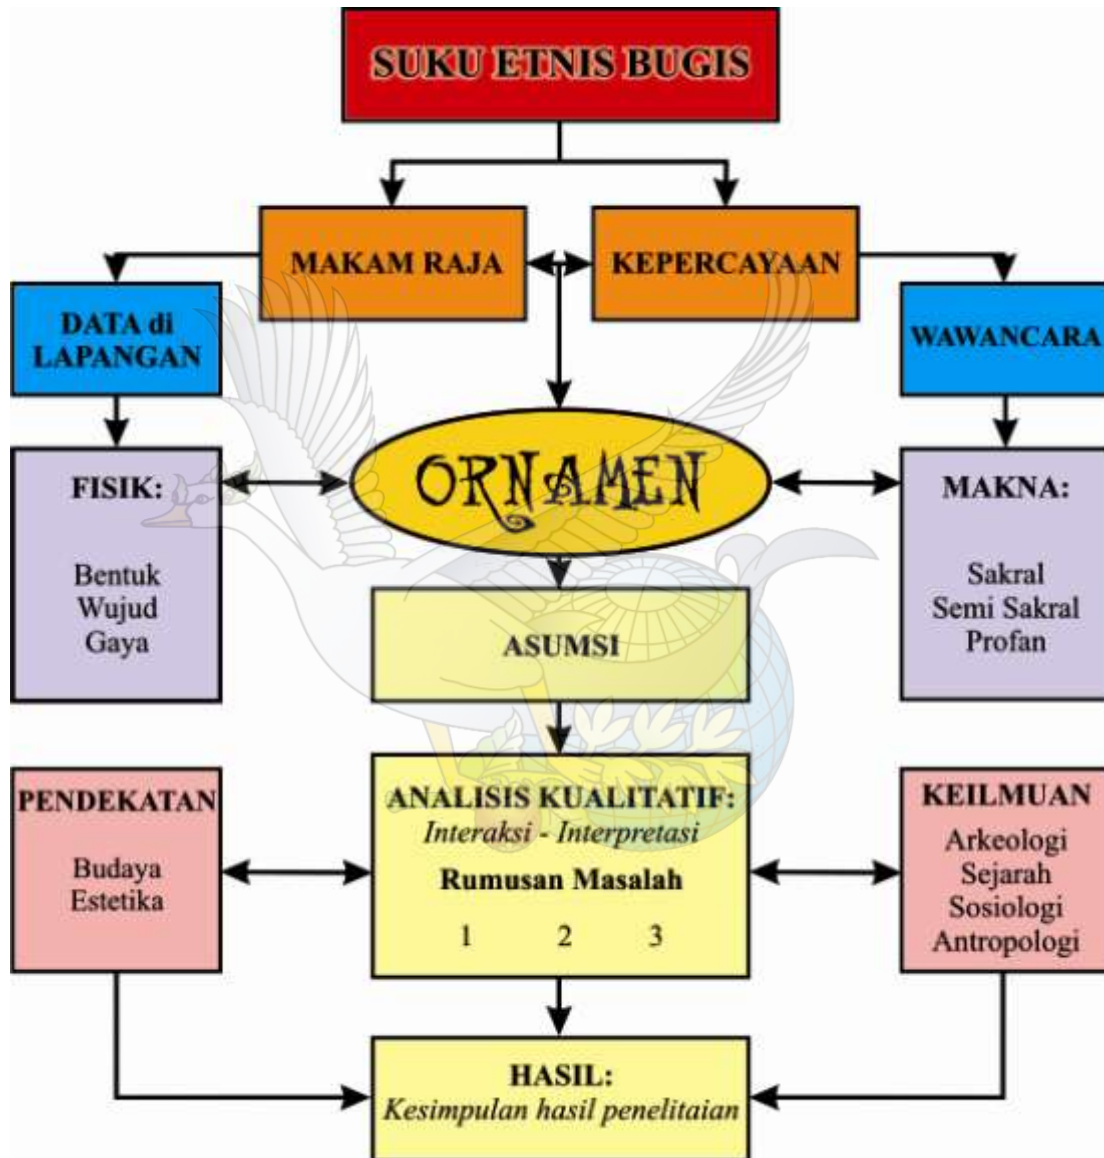 SUKU ETNIS BUGIS
MAKAM RAJA
KEPERCAYAAN
DATA di
LAPANGAN
WAWANCARA
ORNAMEN
FISIK:
Bentuk
Wujud
Gaya
MAKNA:
Sakral
Semi Sakral
Profan
ASUMSI
PENDEKATAN
Budaya
Estetika
ANALISIS KUALITATIF:
Interaksi - Interpretasi
Rumusan Masalah
1 2 3
KEILMUAN
Arkeologi
Sejarah
Sosiologi
Antropologi
HASIL:
Kesimpulan hasil penelitaian